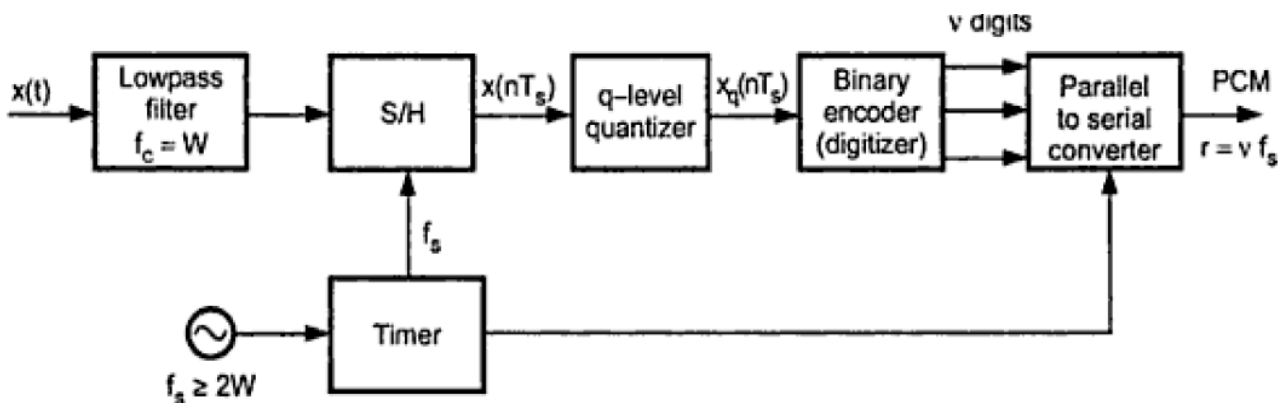 ν digits
x(t)
Lowpass
filter
f_c = W
S/H
x(nT_s)
q–level
quantizer
x_q(nT_s)
Binary
encoder
(digitizer)
Parallel
to serial
converter
PCM
r = ν f_s
f_s
Timer
f_s ≥ 2W